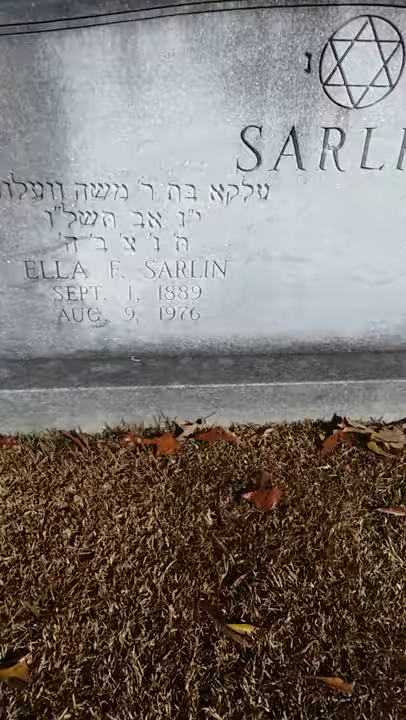 נ
SARLI
עלקא בת ר' משה
י"ג אב תשל"ו
ת' נ' צ' ב' ה'
ELLA F. SARLIN
SEPT. 1, 1889
AUG. 9, 1976